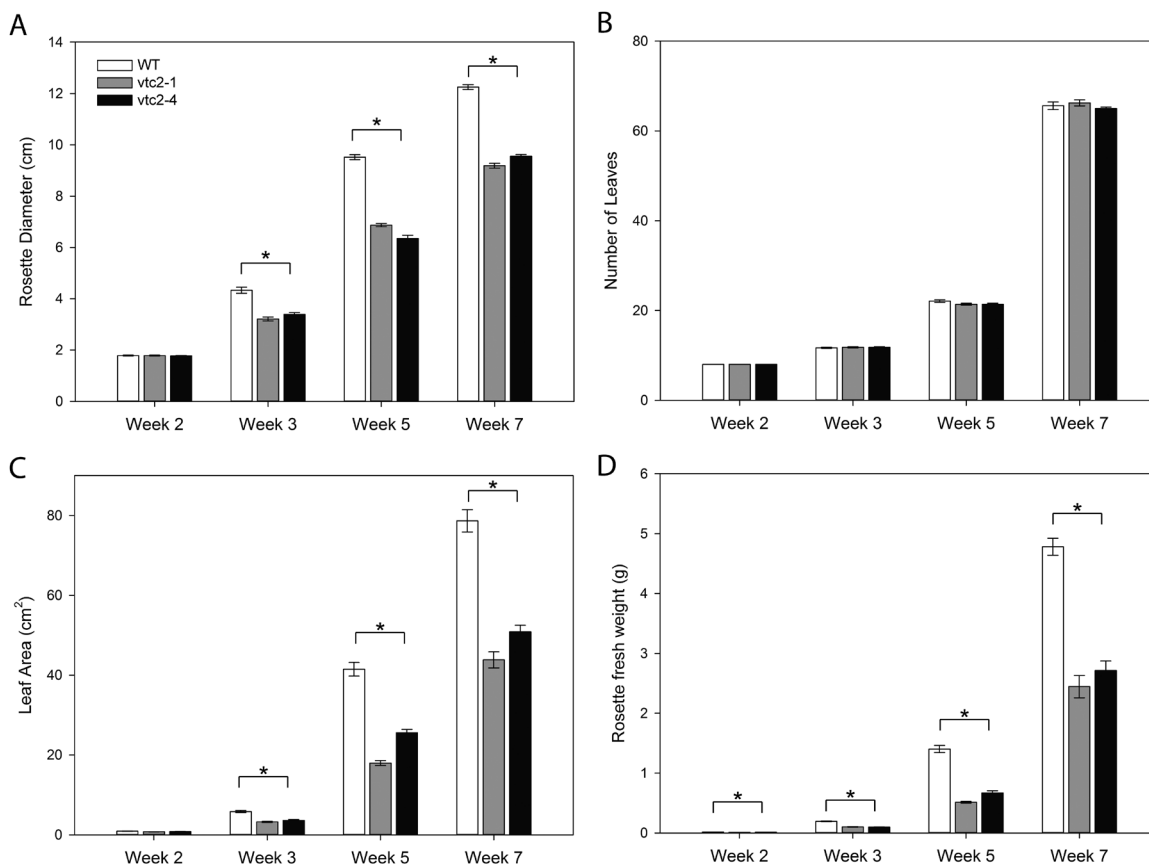 A
14
12
10
8
6
4
2
0
Rosette Diameter (cm)
WT
vtc2-1
vtc2-4
*
*
*
Week 2 Week 3 Week 5 Week 7
B
80
60
40
20
0
Number of Leaves
Week 2 Week 3 Week 5 Week 7
C
80
60
40
20
0
Leaf Area (cm²)
*
*
*
Week 2 Week 3 Week 5 Week 7
D
6
5
4
3
2
1
0
Rosette fresh weight (g)
*
*
*
*
Week 2 Week 3 Week 5 Week 7